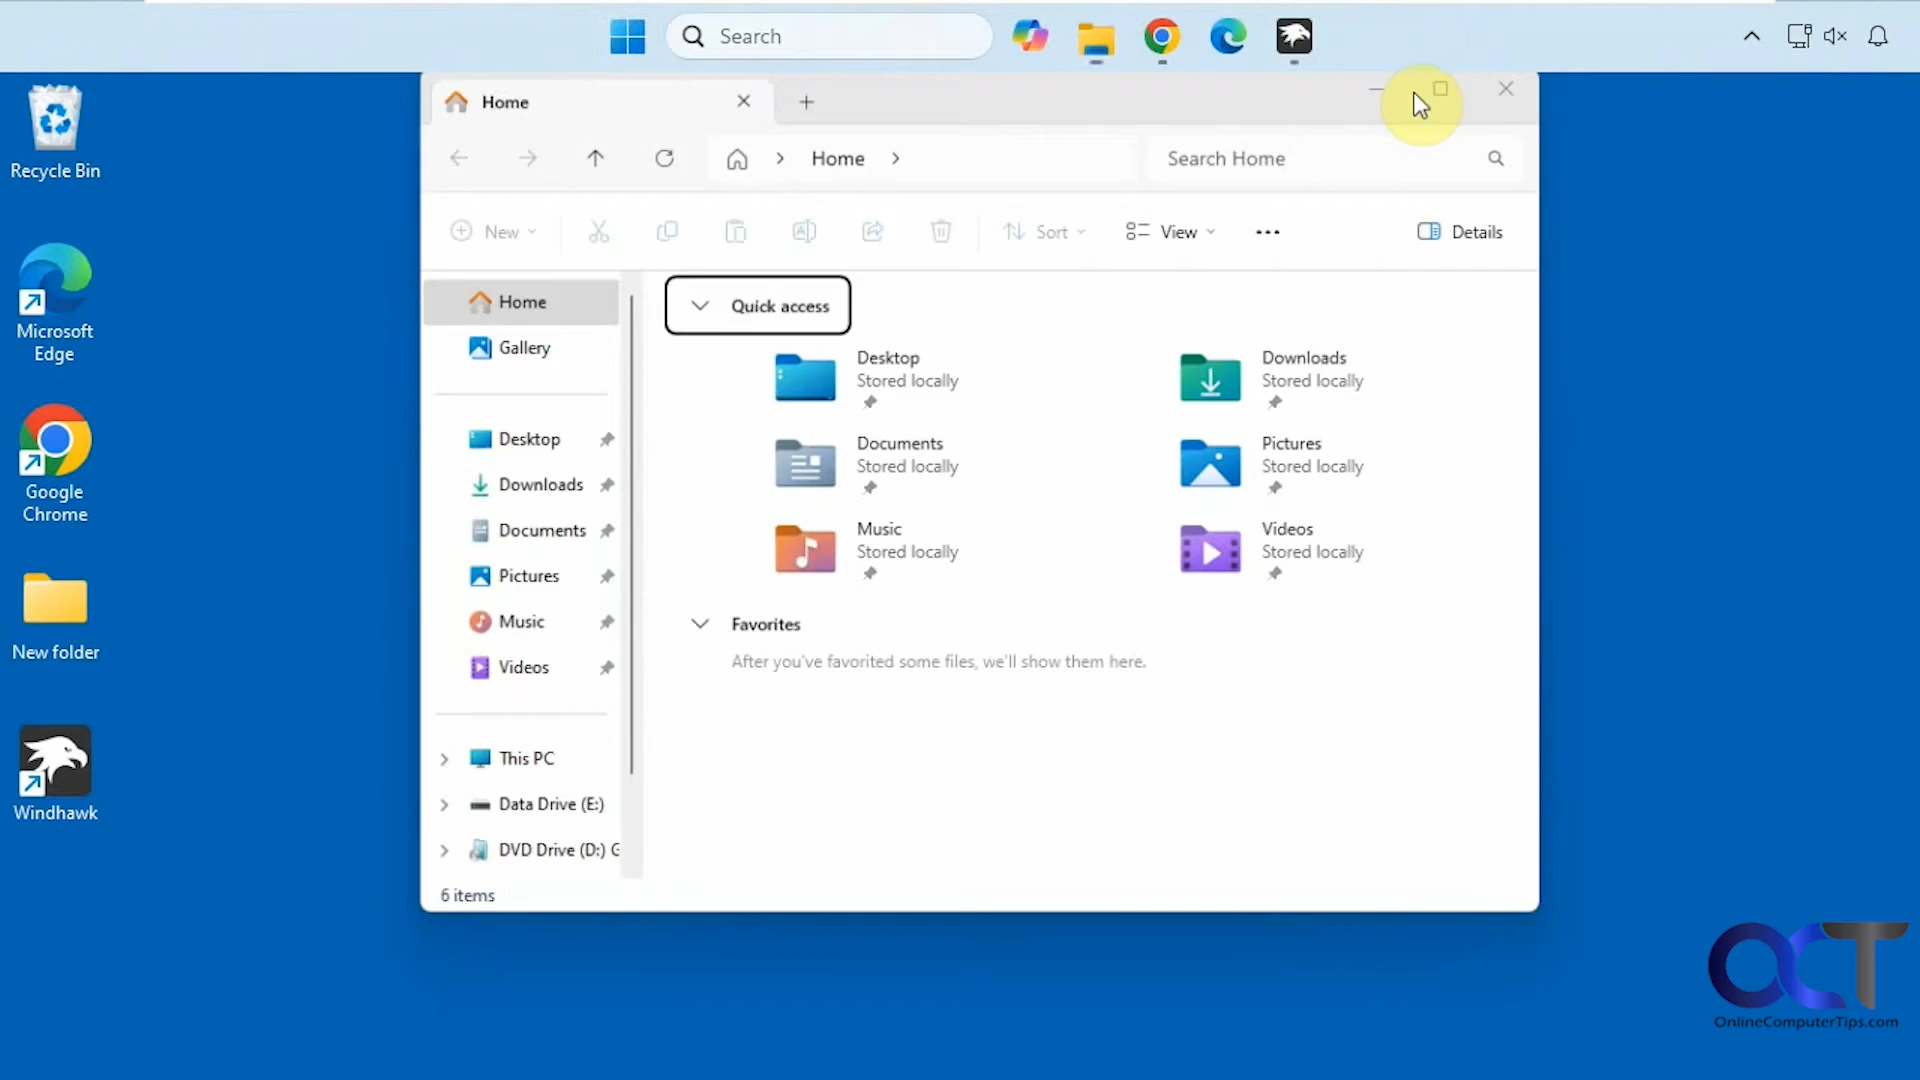 Search
Recycle Bin
Microsoft
Edge
Google
Chrome
New folder
Windhawk
Home
Home
Search Home
New
Sort
View
Details
Home
Gallery
Desktop
Downloads
Documents
Pictures
Music
Videos
This PC
Data Drive (E:)
DVD Drive (D:) G
Quick access
Desktop
Stored locally
Downloads
Stored locally
Documents
Stored locally
Pictures
Stored locally
Music
Stored locally
Videos
Stored locally
Favorites
After you've favorited some files, we'll show them here.
6 items
OCT
OnlineComputerTips.com